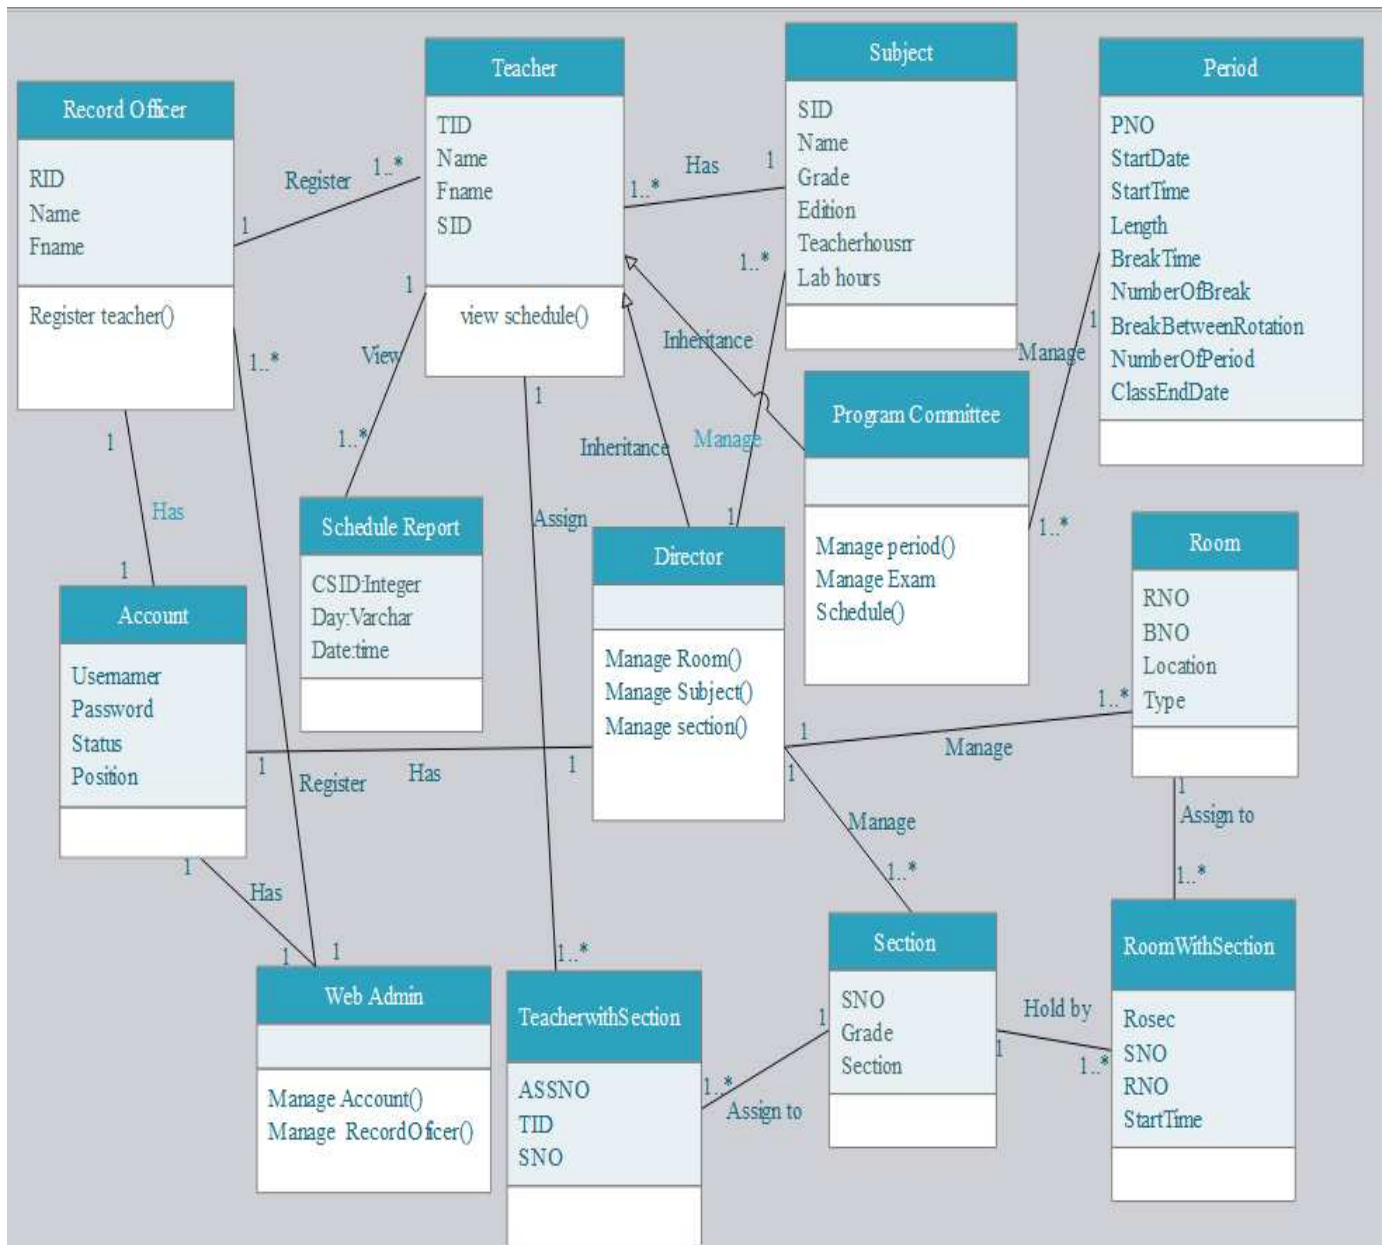 Record Officer
RID
Name
Fname
Register teacher()
Register
1
1..*
Teacher
TID
Name
Fname
SID
view schedule()
Has
1..*
1
Subject
SID
Name
Grade
Edition
Teacherhousrr
Lab hours
Period
PNO
StartDate
StartTime
Length
BreakTime
NumberOfBreak
BreakBetweenRotation
NumberOfPeriod
ClassEndDate
1..*
1
View
1..*
1
Inheritance
1..*
Manage
1
1
Manage
1..*
Program Committee
Manage period()
Manage Exam
Schedule()
Inheritance
1
Has
1
Schedule Report
CSID:Integer
Day:Varchar
Date:time
Assign
1
Director
Manage Room()
Manage Subject()
Manage section()
Room
RNO
BNO
Location
Type
Account
Usernamer
Password
Status
Position
1
Has
1
Register
1
Manage
1..*
1
Manage
1..*
1
Assign to
1..*
1
Has
1
1
Web Admin
Manage Account()
Manage RecordOficer()
1..*
TeacherwithSection
ASSNO
TID
SNO
1..*
Assign to
1
Section
SNO
Grade
Section
Hold by
1
1..*
RoomWithSection
Rosec
SNO
RNO
StartTime